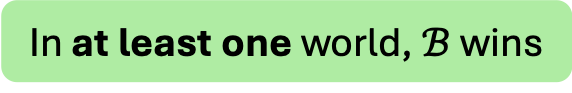 In at least one world, ℬ wins